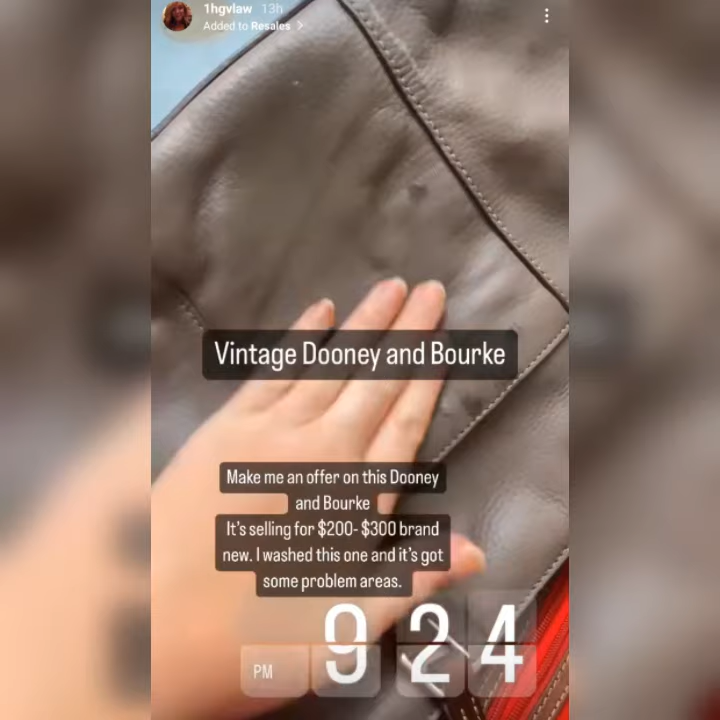 1hgvlaw 13h
Added to Resales >
Vintage Dooney and Bourke
Make me an offer on this Dooney
and Bourke
It's selling for $200-$300 brand
new. I washed this one and it's got
some problem areas.
PM 9 24